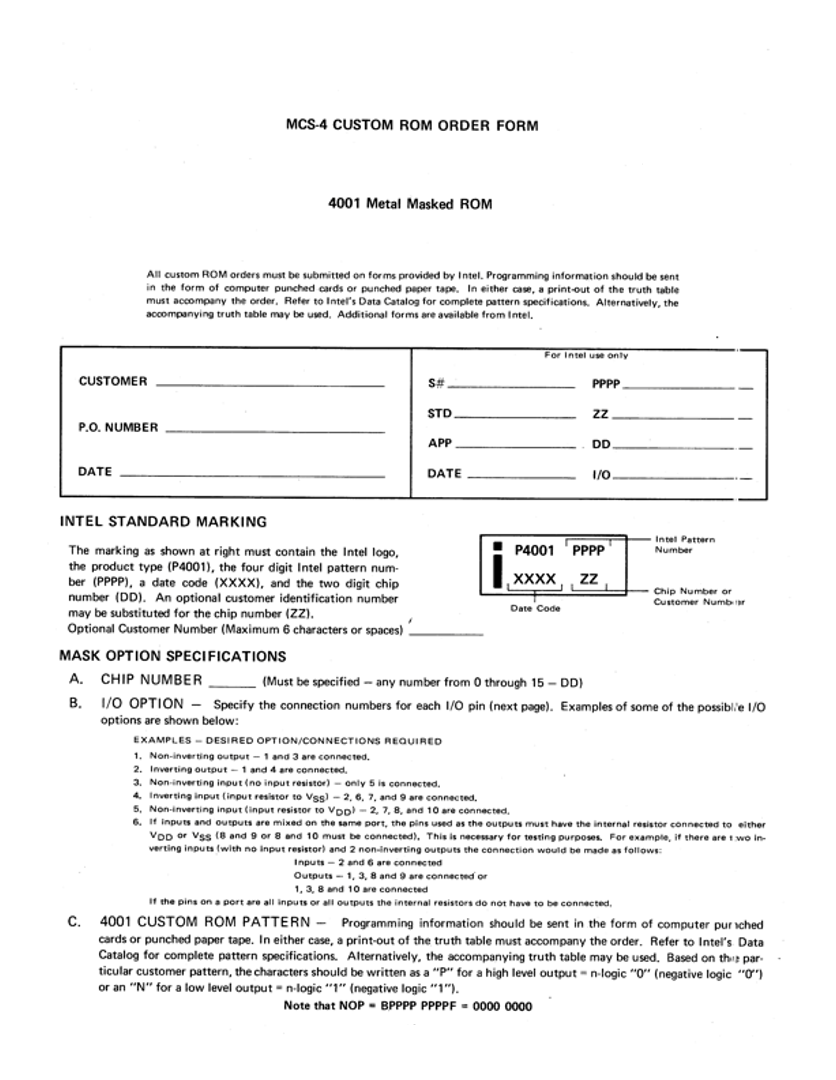 MCS-4 CUSTOM ROM ORDER FORM
4001 Metal Masked ROM
All custom ROM orders must be submitted on forms provided by Intel. Programming information should be sent
in the form of computer punched cards or punched paper tape. In either case, a print-out of the truth table
must accompany the order. Refer to Intel's Data Catalog for complete pattern specifications. Alternatively, the
accompanying truth table may be used. Additional forms are available from Intel.
CUSTOMER
P.O. NUMBER
DATE
For Intel use only
S# PPPP
STD ZZ
APP DD
DATE I/O
INTEL STANDARD MARKING
The marking as shown at right must contain the Intel logo,
the product type (P4001), the four digit Intel pattern num-
ber (PPPP), a date code (XXXX), and the two digit chip
number (DD). An optional customer identification number
may be substituted for the chip number (ZZ).
Optional Customer Number (Maximum 6 characters or spaces)
i P4001 PPPP
XXXX ZZ
Intel Pattern
Number
Chip Number or
Customer Number
Date Code
MASK OPTION SPECIFICATIONS
A. CHIP NUMBER (Must be specified – any number from 0 through 15 – DD)
B. I/O OPTION – Specify the connection numbers for each I/O pin (next page). Examples of some of the possible I/O
options are shown below:
EXAMPLES – DESIRED OPTION/CONNECTIONS REQUIRED
1. Non-inverting output – 1 and 3 are connected.
2. Inverting output – 1 and 4 are connected.
3. Non-inverting input (no input resistor) – only 5 is connected.
4. Inverting input (input resistor to VSS) – 2, 6, 7, and 9 are connected.
5. Non-inverting input (input resistor to VDD) – 2, 7, 8, and 10 are connected.
6. If inputs and outputs are mixed on the same port, the pins used as the outputs must have the internal resistor connected to either
VDD or VSS (8 and 9 or 8 and 10 must be connected). This is necessary for testing purposes. For example, if there are two in-
verting inputs (with no input resistor) and 2 non-inverting outputs the connection would be made as follows:
Inputs – 2 and 6 are connected
Outputs – 1, 3, 8 and 9 are connected or
1, 3, 8 and 10 are connected
If the pins on a port are all inputs or all outputs the internal resistors do not have to be connected.
C. 4001 CUSTOM ROM PATTERN – Programming information should be sent in the form of computer punched
cards or punched paper tape. In either case, a print-out of the truth table must accompany the order. Refer to Intel's Data
Catalog for complete pattern specifications. Alternatively, the accompanying truth table may be used. Based on the par-
ticular customer pattern, the characters should be written as a "P" for a high level output = n-logic "0" (negative logic "0")
or an "N" for a low level output = n-logic "1" (negative logic "1").
Note that NOP = BPPPP PPPPF = 0000 0000